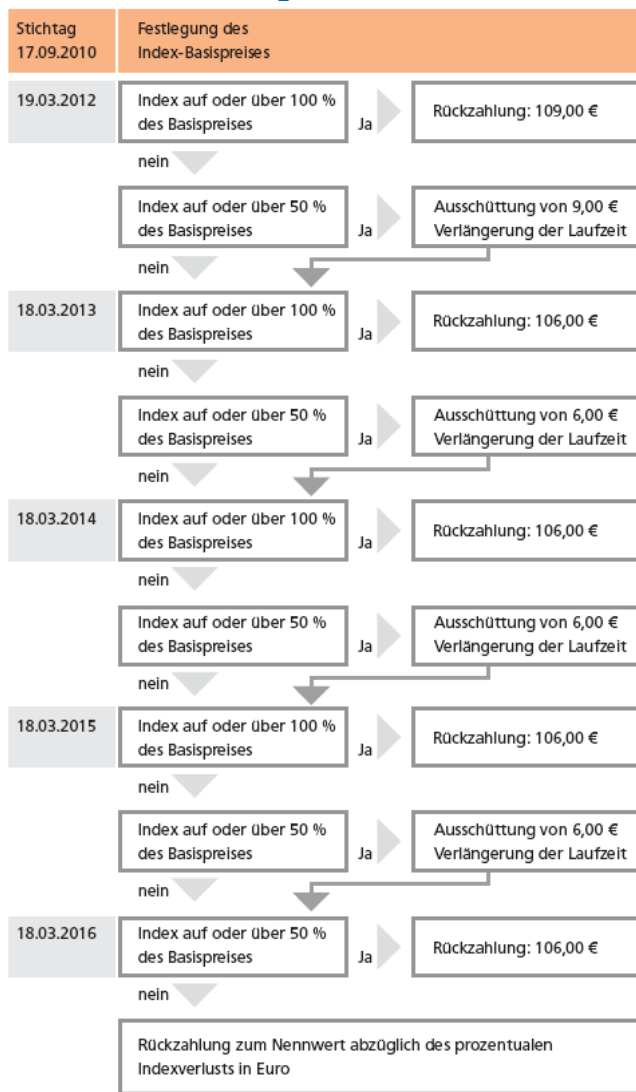 Stichtag
17.09.2010
Festlegung des
Index-Basispreises
19.03.2012
Index auf oder über 100 %
des Basispreises
Ja
Rückzahlung: 109,00 €
nein
Index auf oder über 50 %
des Basispreises
Ja
Ausschüttung von 9,00 €
Verlängerung der Laufzeit
nein
18.03.2013
Index auf oder über 100 %
des Basispreises
Ja
Rückzahlung: 106,00 €
nein
Index auf oder über 50 %
des Basispreises
Ja
Ausschüttung von 6,00 €
Verlängerung der Laufzeit
nein
18.03.2014
Index auf oder über 100 %
des Basispreises
Ja
Rückzahlung: 106,00 €
nein
Index auf oder über 50 %
des Basispreises
Ja
Ausschüttung von 6,00 €
Verlängerung der Laufzeit
nein
18.03.2015
Index auf oder über 100 %
des Basispreises
Ja
Rückzahlung: 106,00 €
nein
Index auf oder über 50 %
des Basispreises
Ja
Ausschüttung von 6,00 €
Verlängerung der Laufzeit
nein
18.03.2016
Index auf oder über 50 %
des Basispreises
Ja
Rückzahlung: 106,00 €
nein
Rückzahlung zum Nennwert abzüglich des prozentualen
Indexverlusts in Euro